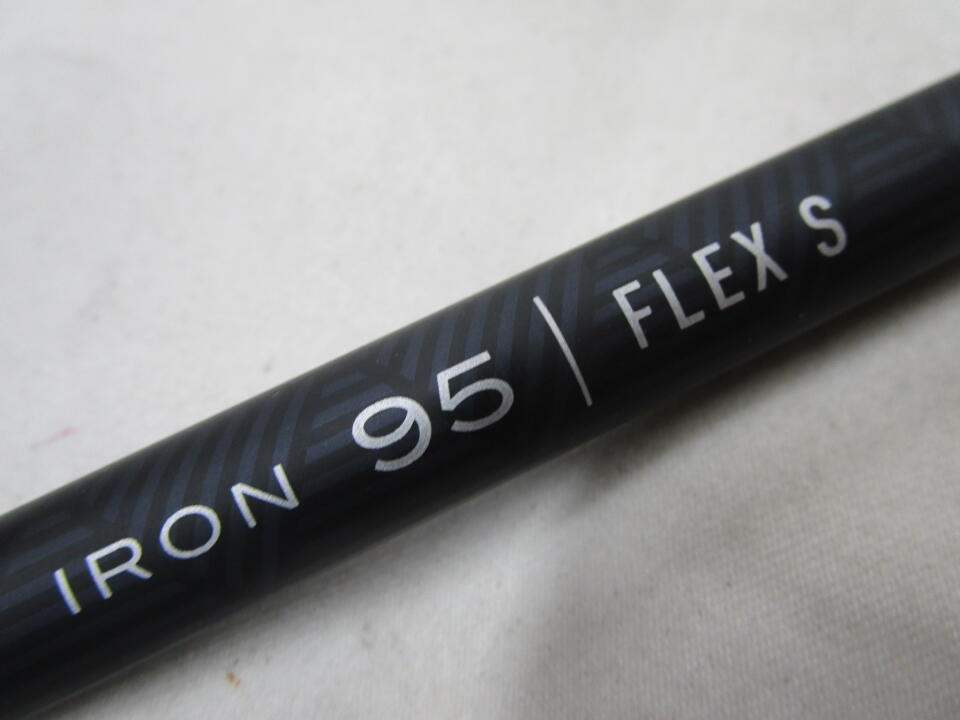 IRON 95 | FLEX S